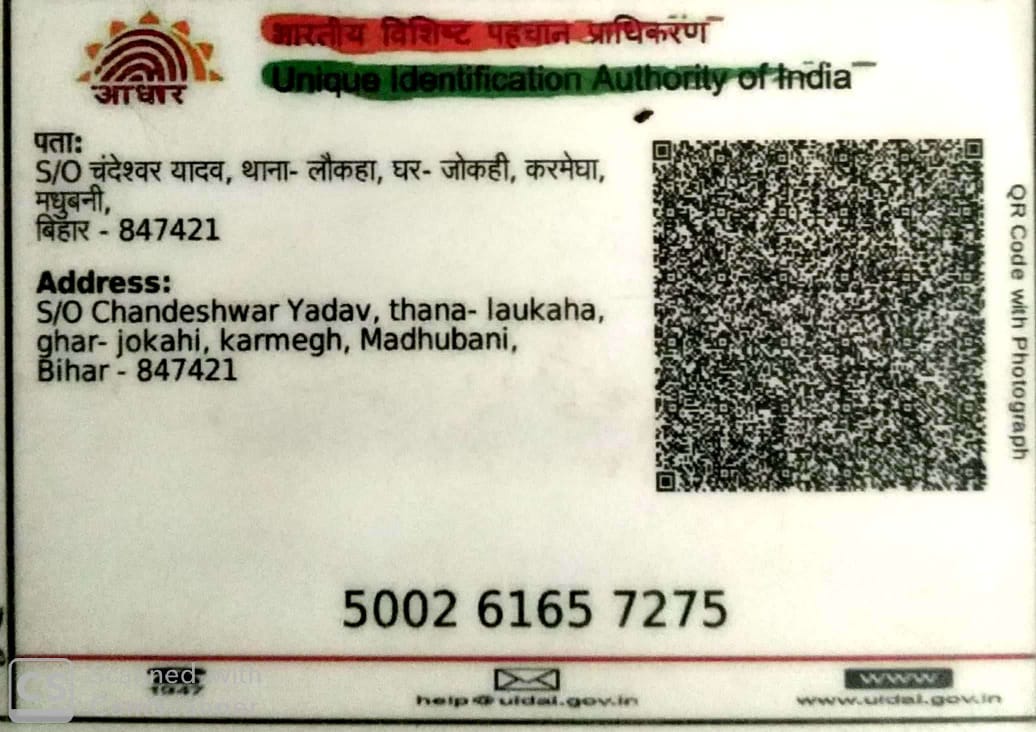 भारतीय विशिष्ट पहचान प्राधिकरण
Unique Identification Authority of India
आधार
पता:
S/O चंदेश्वर यादव, थाना- लौकहा, घर- जोकही, करमेघा,
मधुबनी,
बिहार - 847421
Address:
S/O Chandeshwar Yadav, thana- laukaha,
ghar- jokahi, karmegh, Madhubani,
Bihar - 847421
QR Code with Photograph
5002 6165 7275
1947
help@uidai.gov.in
www
www.uidai.gov.in
CS
Scanned with